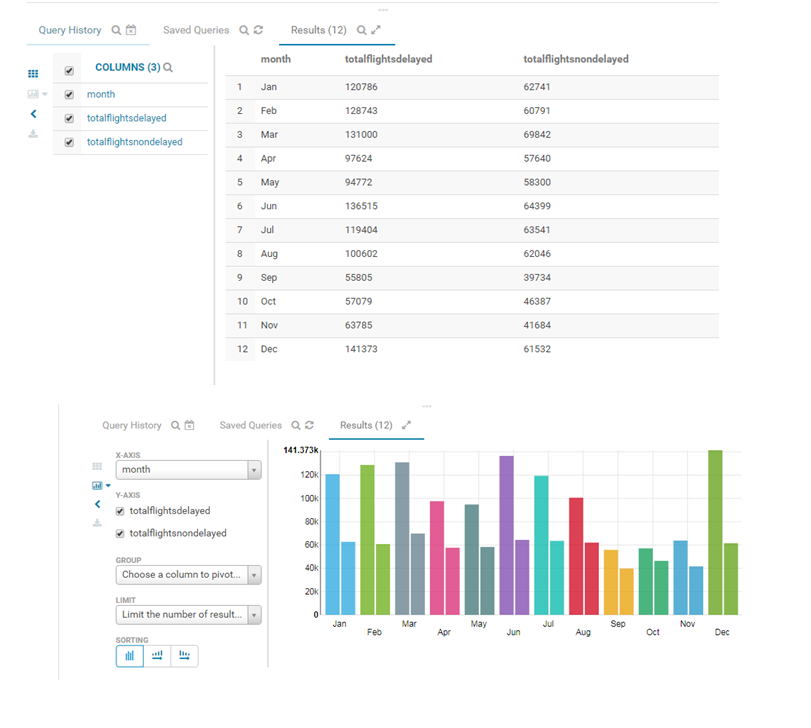 Query History Saved Queries Results (12)
COLUMNS (3)
month
totalflightsdelayed
totalflightsnondelayed
month totalflightsdelayed totalflightsnondelayed
1 Jan 120786 62741
2 Feb 128743 60791
3 Mar 131000 69842
4 Apr 97624 57640
5 May 94772 58300
6 Jun 136515 64399
7 Jul 119404 63541
8 Aug 100602 62046
9 Sep 55805 39734
10 Oct 57079 46387
11 Nov 63785 41684
12 Dec 141373 61532
Query History Saved Queries Results (12)
X-AXIS
month
Y-AXIS
totalflightsdelayed
totalflightsnondelayed
GROUP
Choose a column to pivot...
LIMIT
Limit the number of result...
SORTING
141.373k
120k
100k
80k
60k
40k
20k
0
Jan Feb Mar Apr May Jun Jul Aug Sep Oct Nov Dec